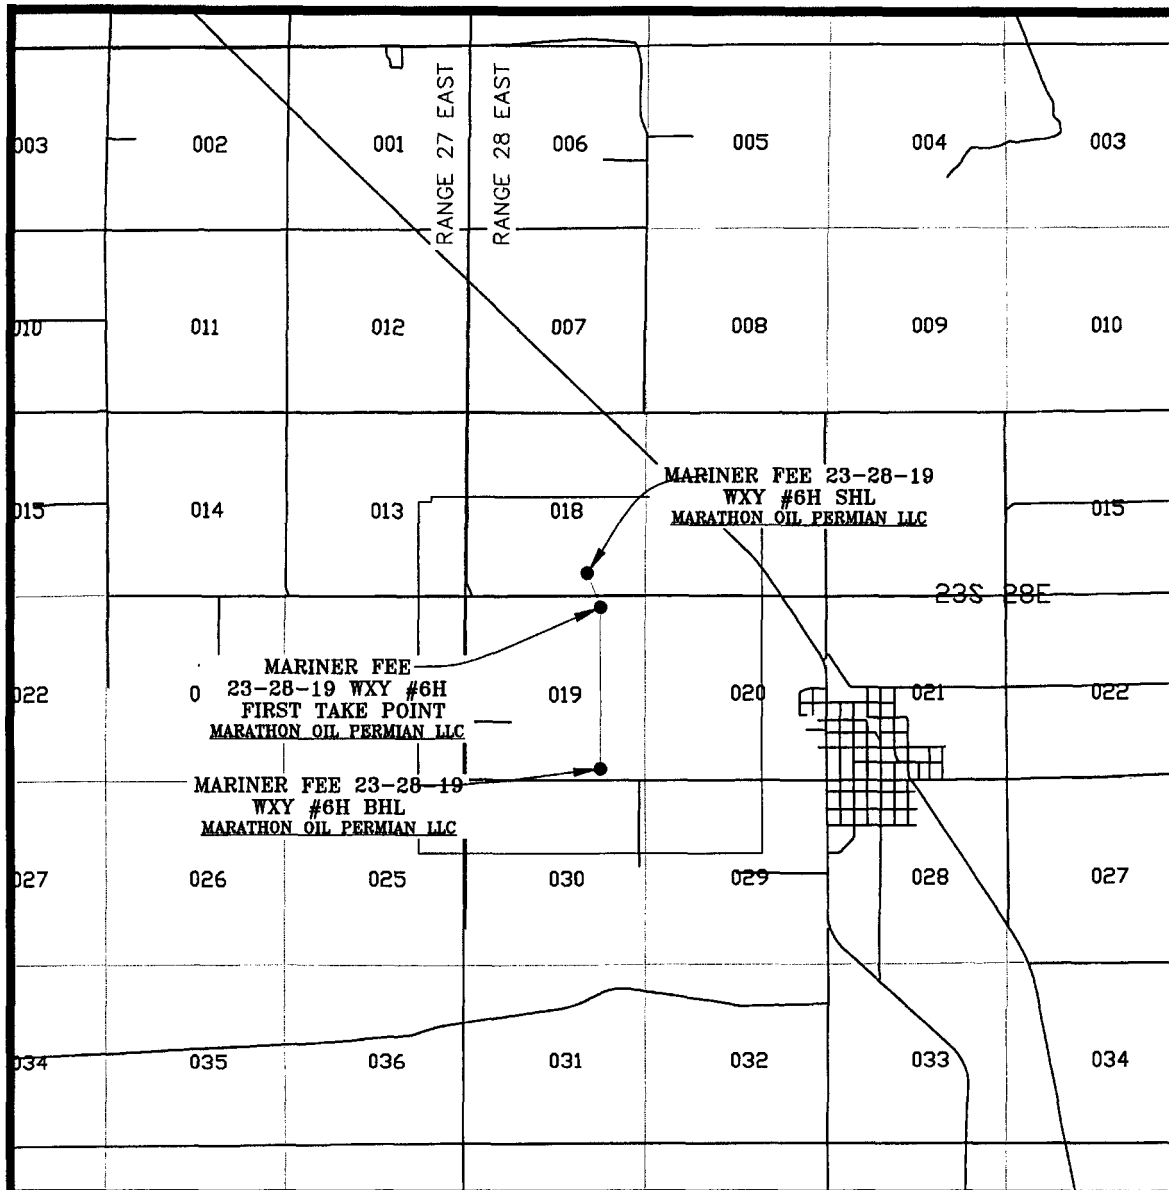 RANGE 27 EAST
RANGE 28 EAST
003 002 001 006 005 004 003
010 011 012 007 008 009 010
MARINER FEE 23-28-19
WXY #6H SHL
MARATHON OIL PERMIAN LLC
015 014 013 018 015
23S 28E
MARINER FEE
23-28-19 WXY #6H
FIRST TAKE POINT
MARATHON OIL PERMIAN LLC
022 0 019 020 021 022
MARINER FEE 23-28-19
WXY #6H BHL
MARATHON OIL PERMIAN LLC
027 026 025 030 029 028 027
034 035 036 031 032 033 034